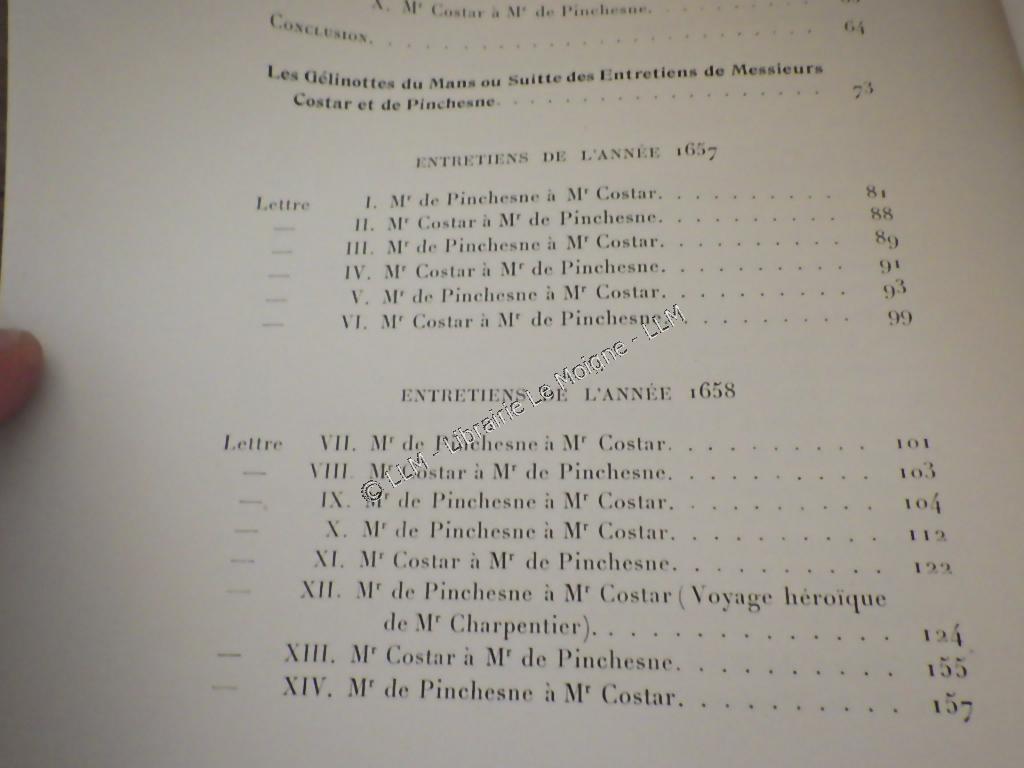 X. Mr Costar à Mr de Pinchesne.
CONCLUSION. . . . . . . . . . . . . . . . . . . . . . . . 64
Les Gélinottes du Mans ou Suitte des Entretiens de Messieurs
Costar et de Pinchesne. . . . . . . . . . . . . . . . 73
ENTRETIENS DE L'ANNÉE 1657
Lettre I. Mr de Pinchesne à Mr Costar. . . . . . . . . . 81
— II. Mr Costar à Mr de Pinchesne. . . . . . . . . . 88
— III. Mr de Pinchesne à Mr Costar. . . . . . . . . . 89
— IV. Mr Costar à Mr de Pinchesne. . . . . . . . . . 91
— V. Mr de Pinchesne à Mr Costar. . . . . . . . . . 93
— VI. Mr Costar à Mr de Pinchesne. . . . . . . . . . 99
ENTRETIENS DE L'ANNÉE 1658
Lettre VII. Mr de Pinchesne à Mr Costar. . . . . . . . . . 101
— VIII. Mr Costar à Mr de Pinchesne. . . . . . . . . . 103
— IX. Mr de Pinchesne à Mr Costar. . . . . . . . . . 104
— X. Mr de Pinchesne à Mr Costar. . . . . . . . . . 112
— XI. Mr Costar à Mr de Pinchesne. . . . . . . . . . 122
— XII. Mr de Pinchesne à Mr Costar (Voyage héroïque
de Mr Charpentier). . . . . . . . . . . . . 124
— XIII. Mr Costar à Mr de Pinchesne. . . . . . . . . . 155
— XIV. Mr de Pinchesne à Mr Costar. . . . . . . . . . 157
© LLM - Librairie Le Moigne - LLM